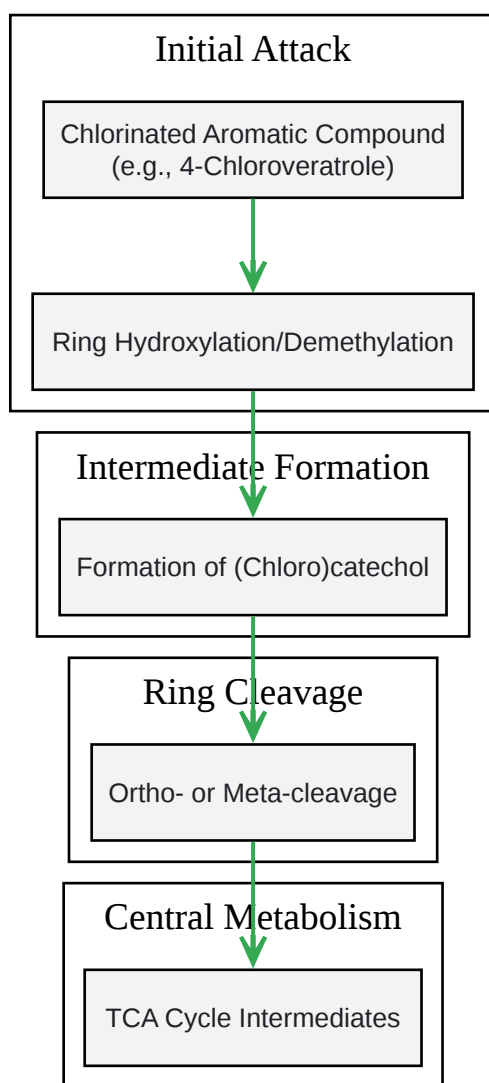 Initial Attack
Chlorinated Aromatic Compound
(e.g., 4-Chloroveratrole)
Ring Hydroxylation/Demethylation
Intermediate Formation
Formation of (Chloro)catechol
Ring Cleavage
Ortho- or Meta-cleavage
Central Metabolism
TCA Cycle Intermediates